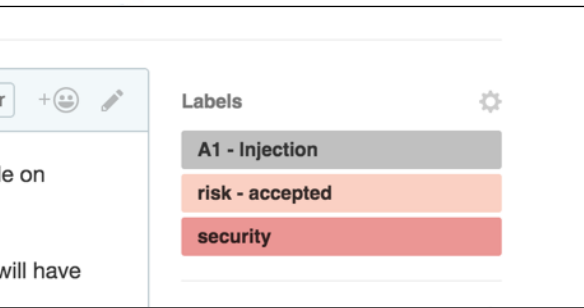 r
Labels
A1 - Injection
le on
risk - accepted
security
will have